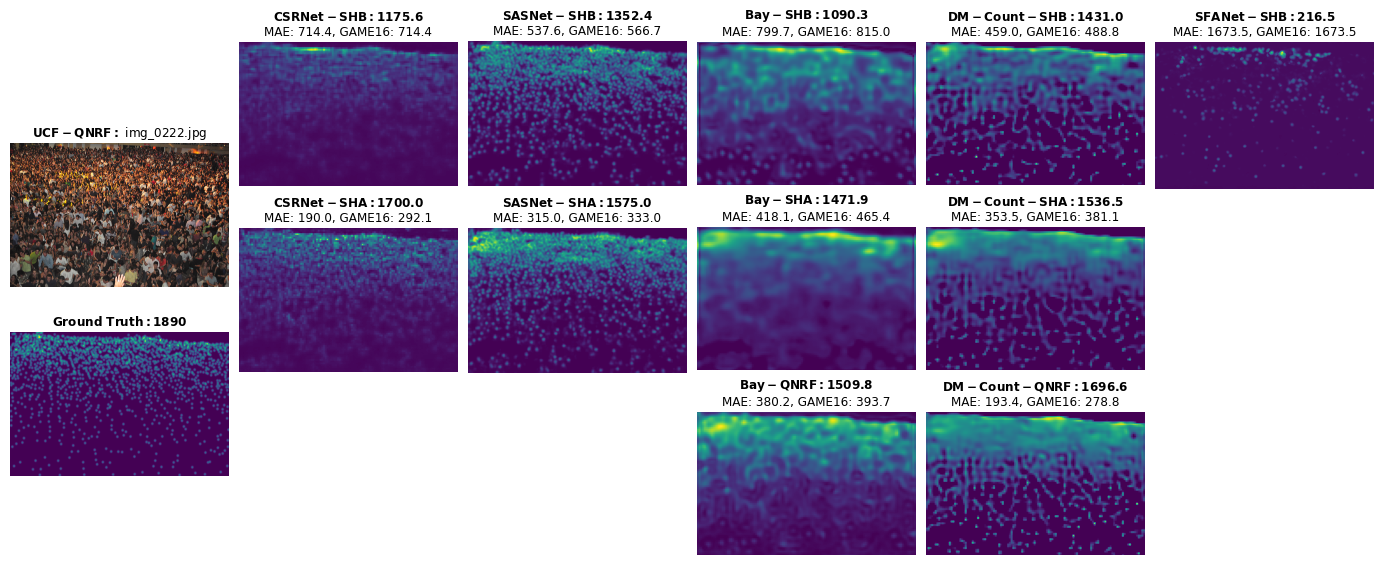 CSRNet − SHB : 1175.6
MAE: 714.4, GAME16: 714.4
SASNet − SHB : 1352.4
MAE: 537.6, GAME16: 566.7
Bay − SHB : 1090.3
MAE: 799.7, GAME16: 815.0
DM − Count − SHB : 1431.0
MAE: 459.0, GAME16: 488.8
SFANet − SHB : 216.5
MAE: 1673.5, GAME16: 1673.5
UCF − QNRF : img_0222.jpg
CSRNet − SHA : 1700.0
MAE: 190.0, GAME16: 292.1
SASNet − SHA : 1575.0
MAE: 315.0, GAME16: 333.0
Bay − SHA : 1471.9
MAE: 418.1, GAME16: 465.4
DM − Count − SHA : 1536.5
MAE: 353.5, GAME16: 381.1
Ground Truth : 1890
Bay − QNRF : 1509.8
MAE: 380.2, GAME16: 393.7
DM − Count − QNRF : 1696.6
MAE: 193.4, GAME16: 278.8